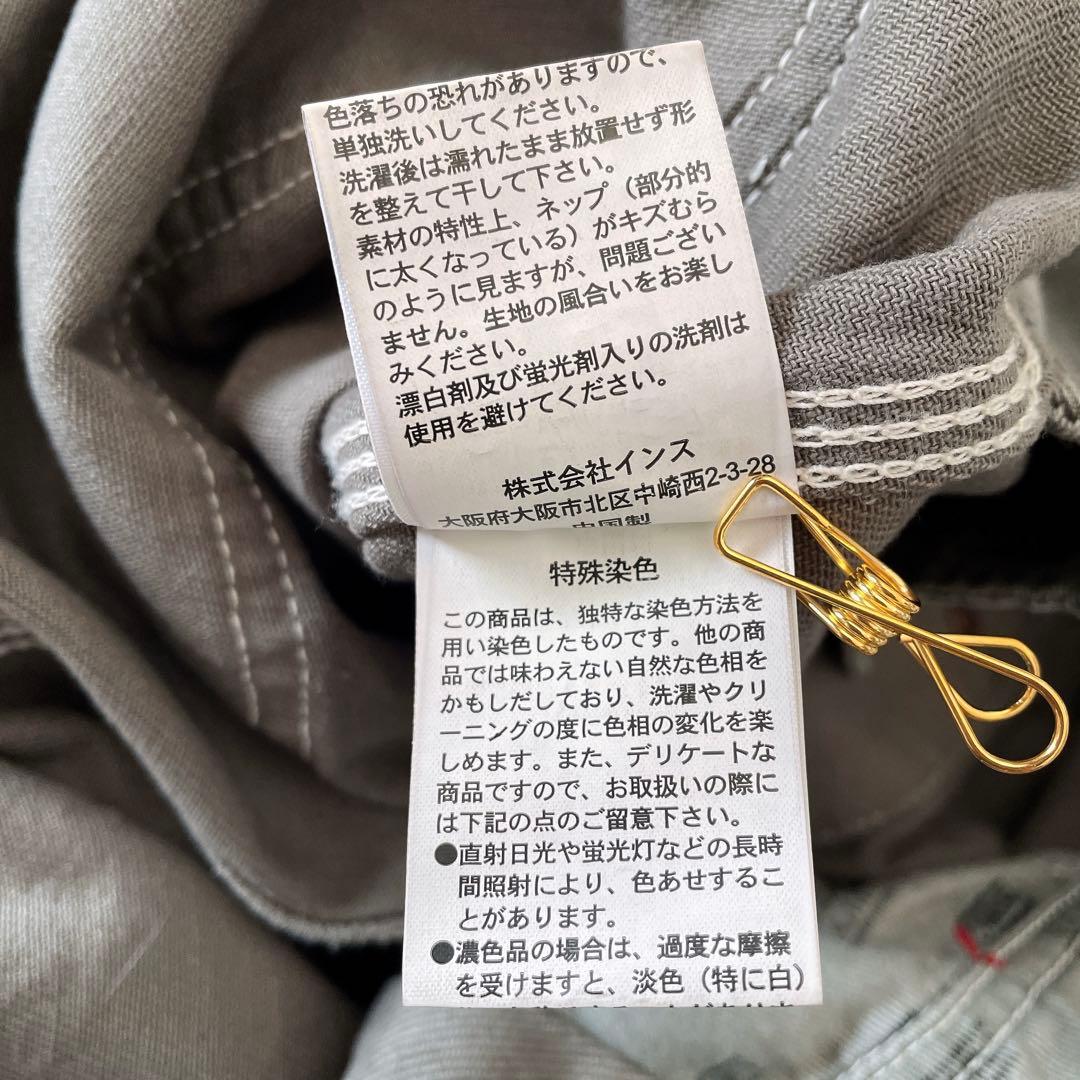 色落ちの恐れがありますので、
単独洗いしてください。
洗濯後は濡れたまま放置せず形
を整えて干して下さい。
素材の特性上、ネップ（部分的
に太くなっている）がキズむら
のように見ますが、問題ござい
ません。生地の風合いをお楽し
みください。
漂白剤及び蛍光剤入りの洗剤は
使用を避けてください。
株式会社インス
大阪府大阪市北区中崎西2-3-28
中国製
特殊染色
この商品は、独特な染色方法を
用い染色したものです。他の商
品では味わえない自然な色相を
かもしだしており、洗濯やクリ
ーニングの度に色相の変化を楽
しめます。また、デリケートな
商品ですので、お取扱いの際に
は下記の点のご留意下さい。
●直射日光や蛍光灯などの長時
間照射により、色あせするこ
とがあります。
●濃色品の場合は、過度な摩擦
を受けますと、淡色（特に白）